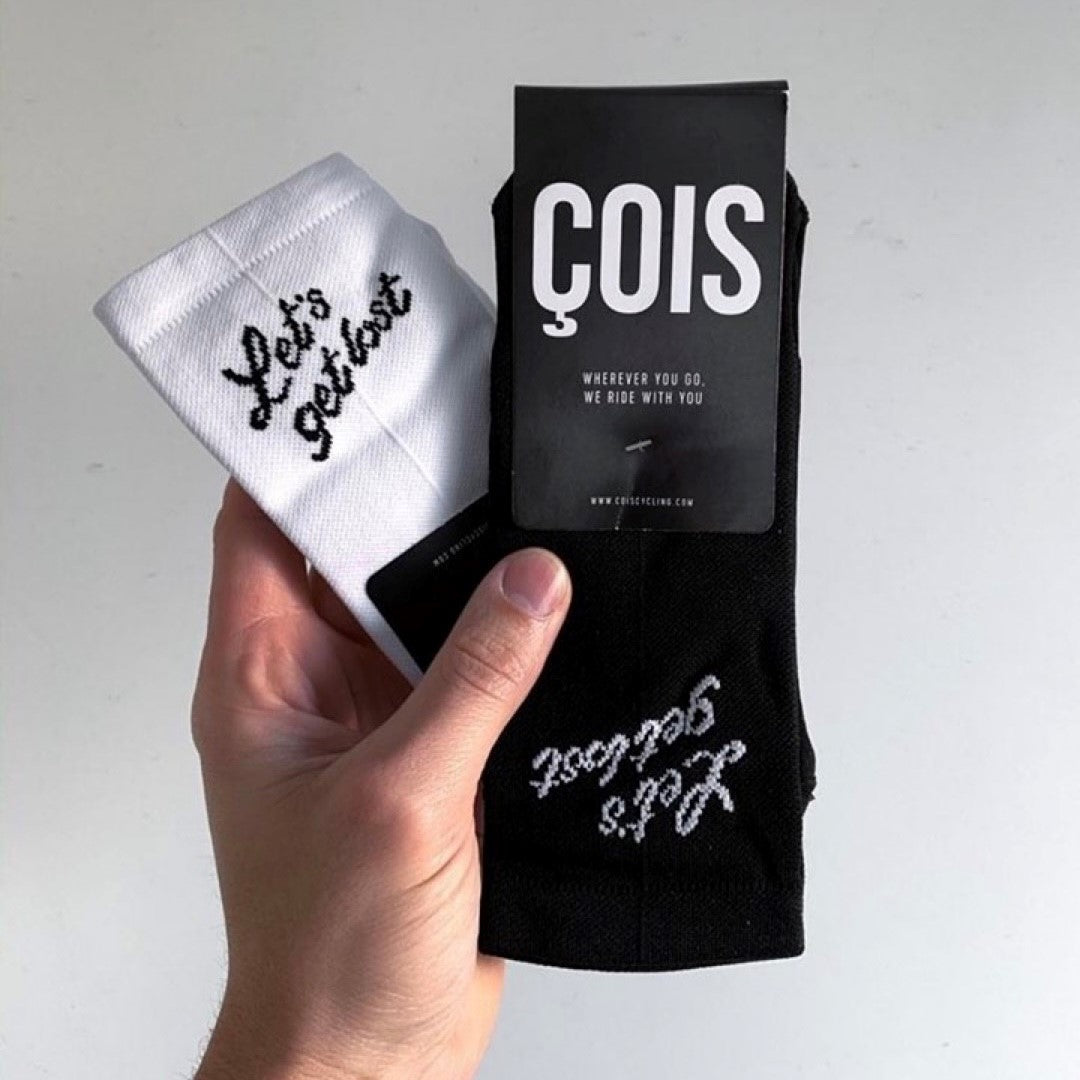 Let's
get lost
ÇOIS
WHEREVER YOU GO,
WE RIDE WITH YOU
WWW.COISCYCLING.COM
Let's
get lost